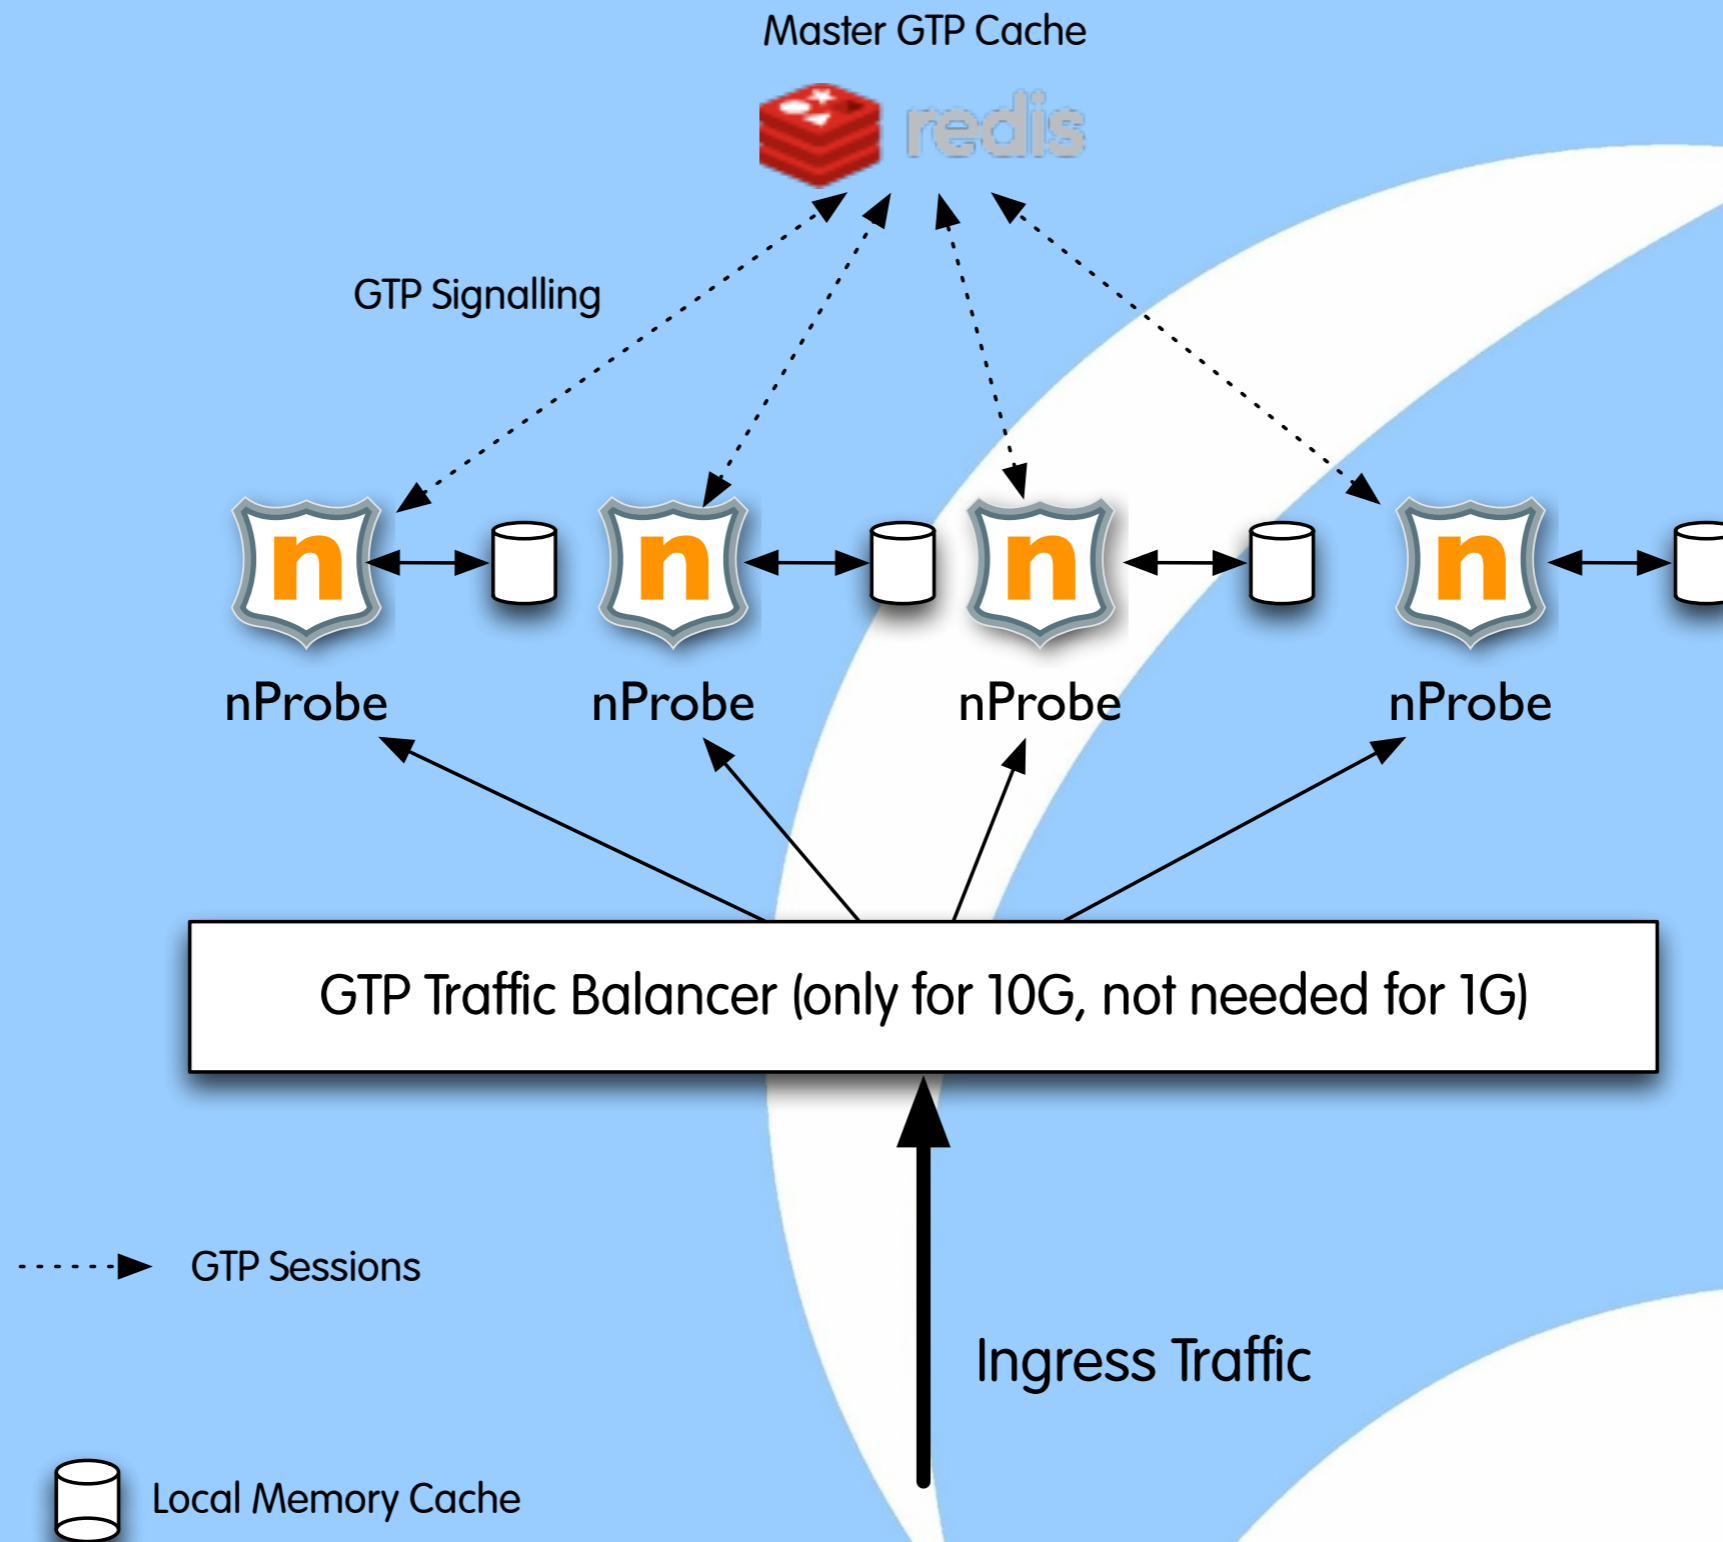 Master GTP Cache
redis
GTP Signalling
n n n n
nProbe nProbe nProbe nProbe
GTP Traffic Balancer (only for 10G, not needed for 1G)
GTP Sessions
Ingress Traffic
Local Memory Cache